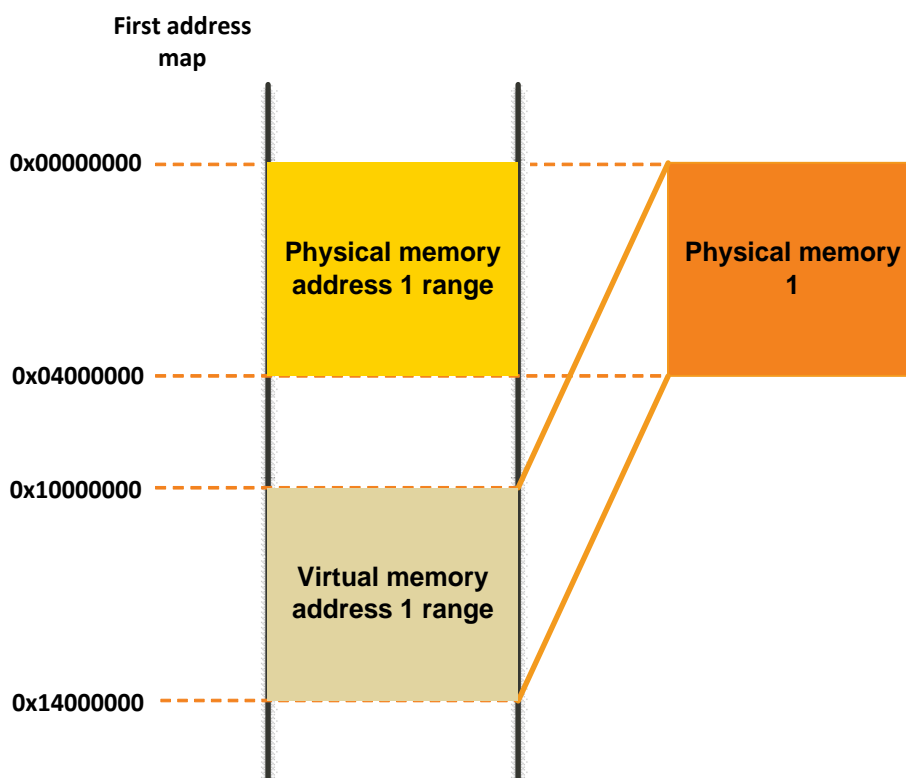 First address
map
0x00000000
Physical memory
address 1 range
Physical memory
1
0x04000000
0x10000000
Virtual memory
address 1 range
0x14000000